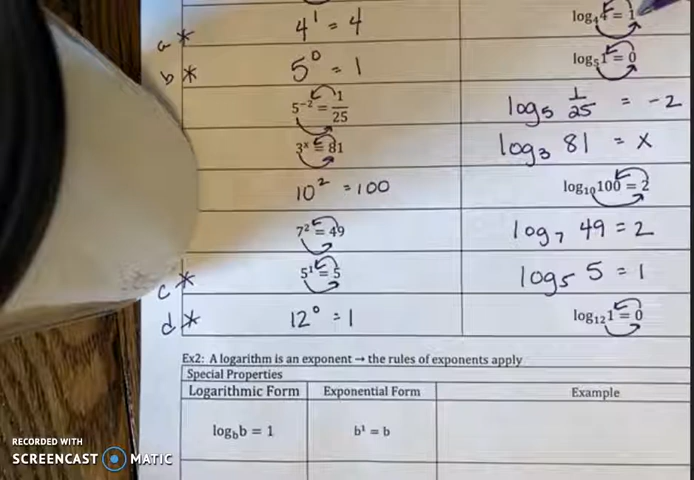 a * 4¹ = 4 log₄4 = 1
b * 5⁰ = 1 log₅1 = 0
5⁻² = 1/25 log₅ 1/25 = -2
3ˣ = 81 log₃ 81 = x
10² = 100 log₁₀100 = 2
7² = 49 log₇ 49 = 2
c * 5¹ = 5 log₅ 5 = 1
d * 12⁰ = 1 log₁₂1 = 0
Ex2: A logarithm is an exponent → the rules of exponents apply
Special Properties
Logarithmic Form Exponential Form Example
log_b b = 1 b¹ = b
RECORDED WITH
SCREENCAST MATIC